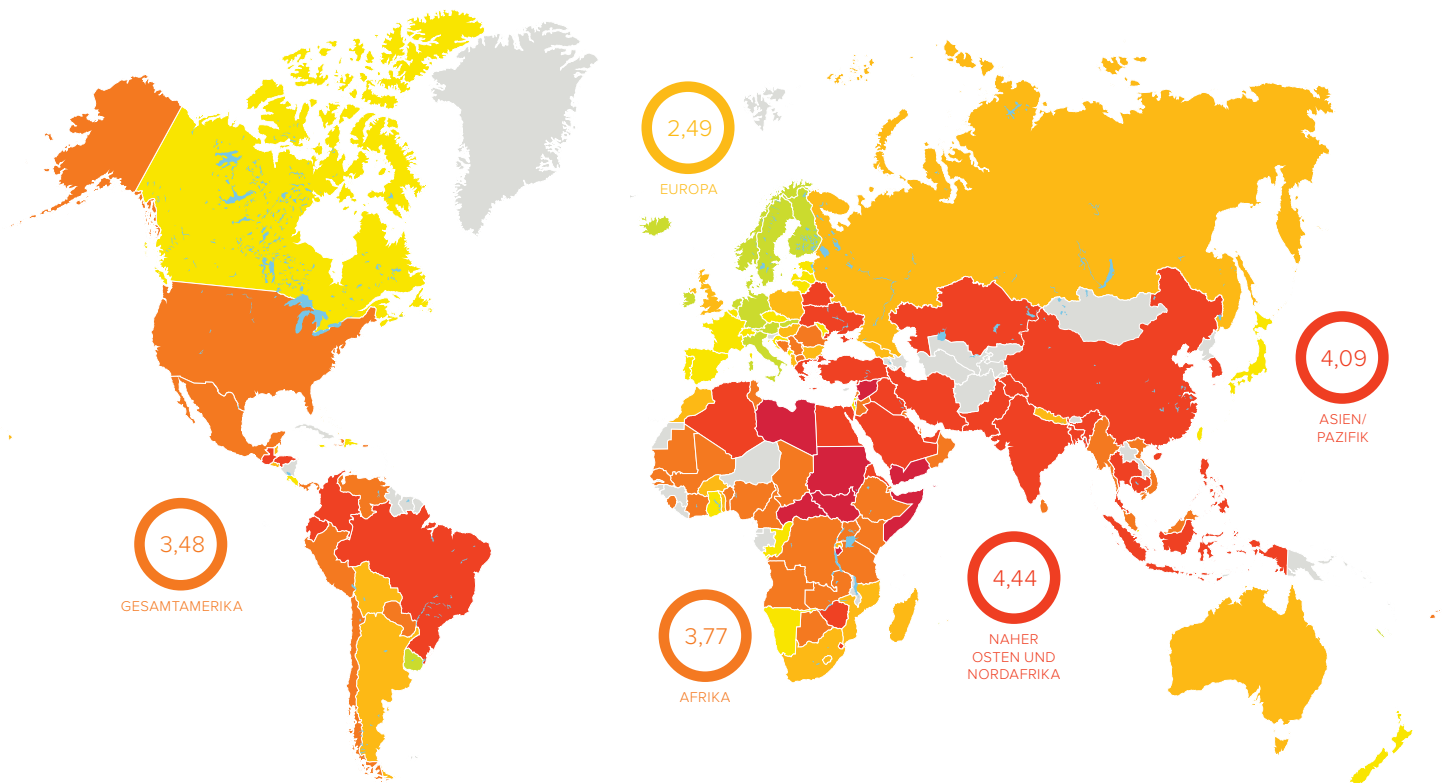 2,49
EUROPA
4,09
ASIEN/
PAZIFIK
3,48
GESAMTAMERIKA
4,44
NAHER
OSTEN UND
NORDAFRIKA
3,77
AFRIKA